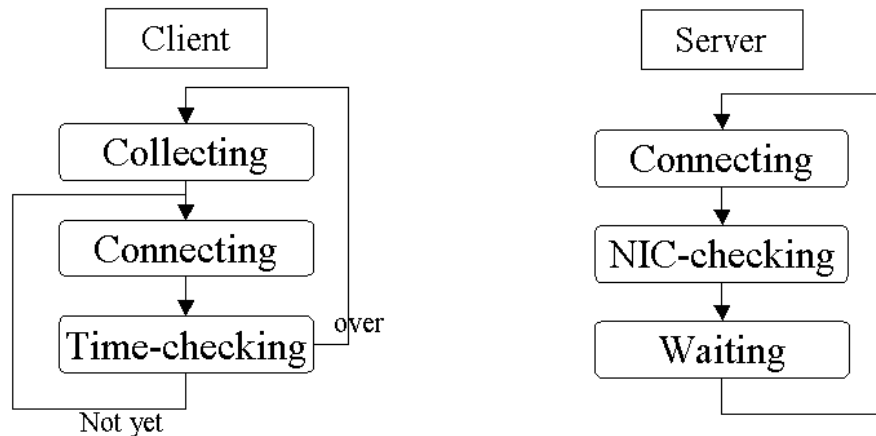 Client
Collecting
Connecting
Time-checking
over
Not yet
Server
Connecting
NIC-checking
Waiting